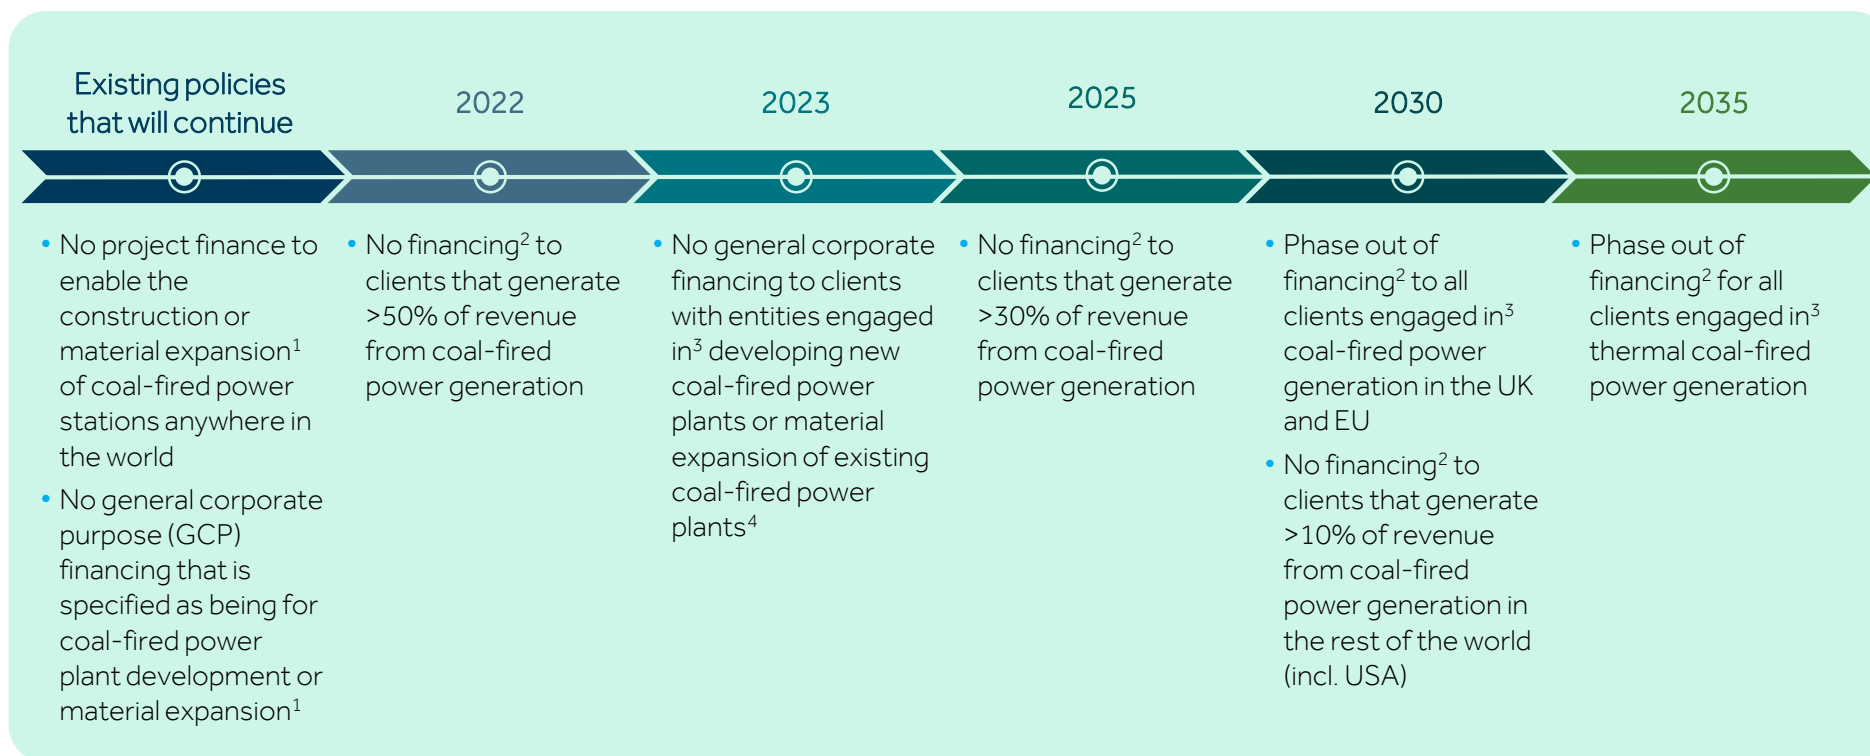 Existing policies
that will continue
2022
2023
2025
2030
2035
• No project finance to
enable the
construction or
material expansion¹
of coal-fired power
stations anywhere in
the world
• No general corporate
purpose (GCP)
financing that is
specified as being for
coal-fired power
plant development or
material expansion¹
• No financing² to
clients that generate
>50% of revenue
from coal-fired
power generation
• No general corporate
financing to clients
with entities engaged
in³ developing new
coal-fired power
plants or material
expansion of existing
coal-fired power
plants⁴
• No financing² to
clients that generate
>30% of revenue
from coal-fired
power generation
• Phase out of
financing² to all
clients engaged in³
coal-fired power
generation in the UK
and EU
• No financing² to
clients that generate
>10% of revenue
from coal-fired
power generation in
the rest of the world
(incl. USA)
• Phase out of
financing² for all
clients engaged in³
thermal coal-fired
power generation